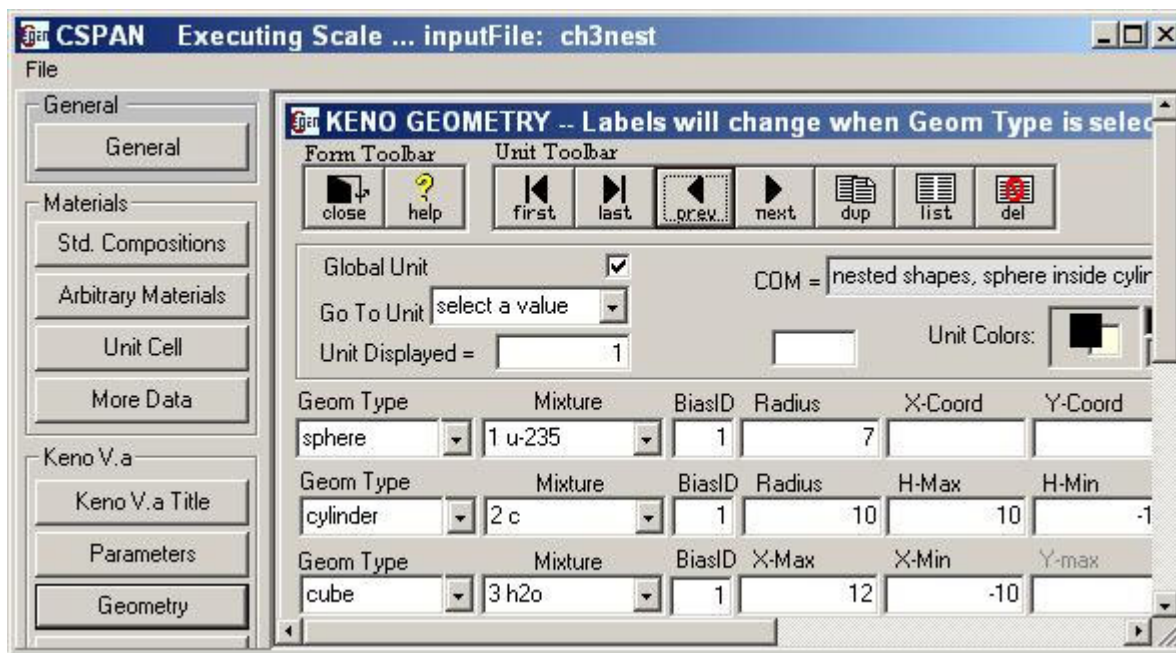 CSPAN Executing Scale ... inputFile: ch3nest
File
General
General
Materials
Std. Compositions
Arbitrary Materials
Unit Cell
More Data
Keno V.a
Keno V.a Title
Parameters
Geometry
KENO GEOMETRY -- Labels will change when Geom Type is selec
Form Toolbar Unit Toolbar
close help first last prev next dup list del
Global Unit COM = nested shapes, sphere inside cylin
Go To Unit select a value
Unit Displayed = 1 Unit Colors:
Geom Type Mixture BiasID Radius X-Coord Y-Coord
sphere 1 u-235 1 7
Geom Type Mixture BiasID Radius H-Max H-Min
cylinder 2 c 1 10 10 -1
Geom Type Mixture BiasID X-Max X-Min Y-max
cube 3 h2o 1 12 -10